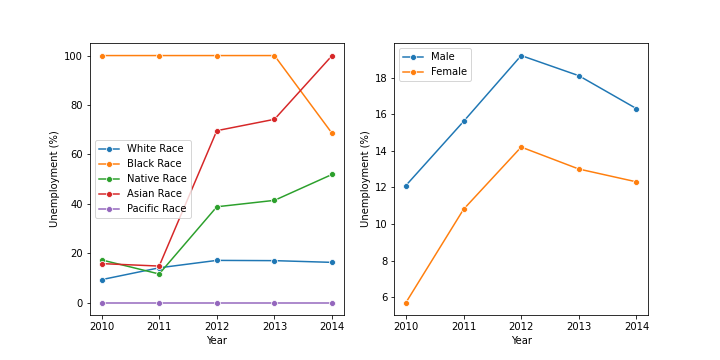 100
80
60
40
20
0
Unemployment (%)
White Race
Black Race
Native Race
Asian Race
Pacific Race
2010 2011 2012 2013 2014
Year
18
16
14
12
10
8
6
Unemployment (%)
Male
Female
2010 2011 2012 2013 2014
Year